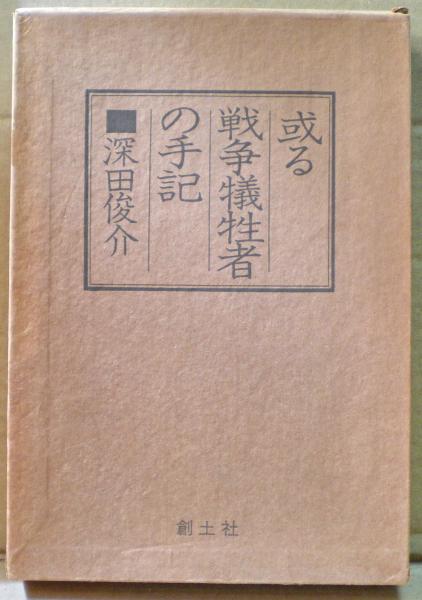 或る
戦争犠牲者
の手記
■深田俊介
創土社